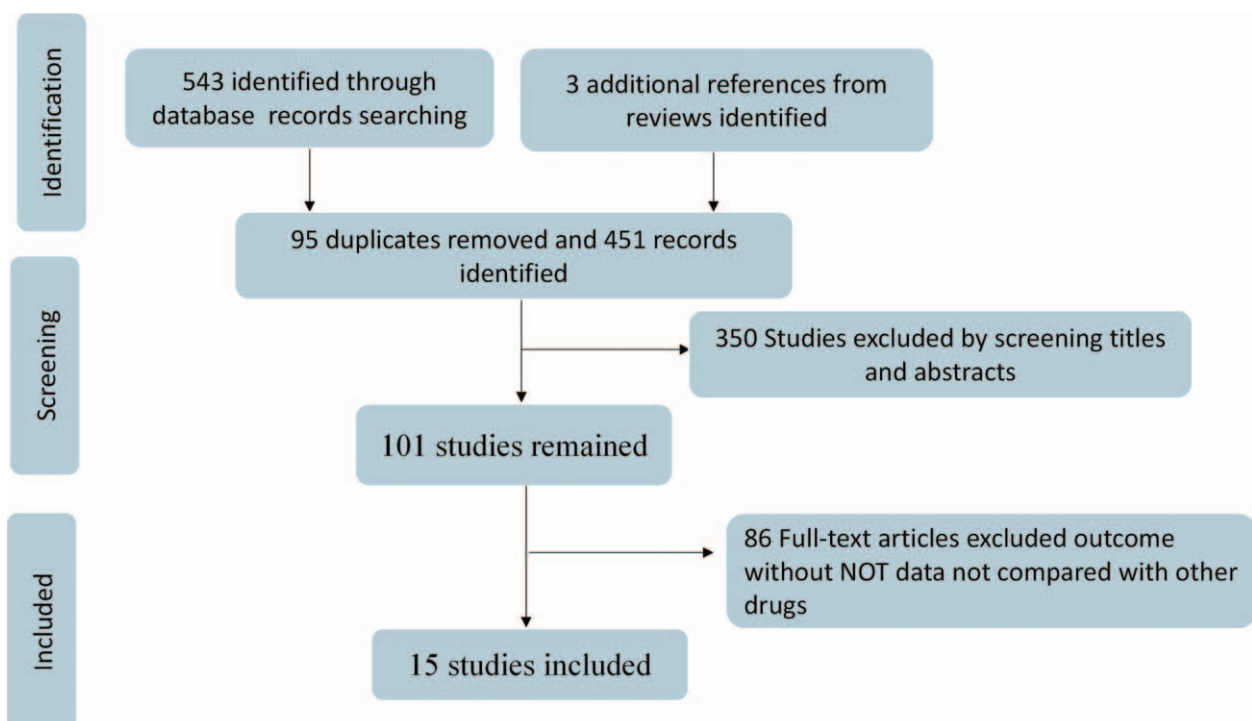 Identification
543 identified through
database records searching
3 additional references from
reviews identified
95 duplicates removed and 451 records
identified
Screening
350 Studies excluded by screening titles
and abstracts
101 studies remained
Included
86 Full-text articles excluded outcome
without NOT data not compared with other
drugs
15 studies included